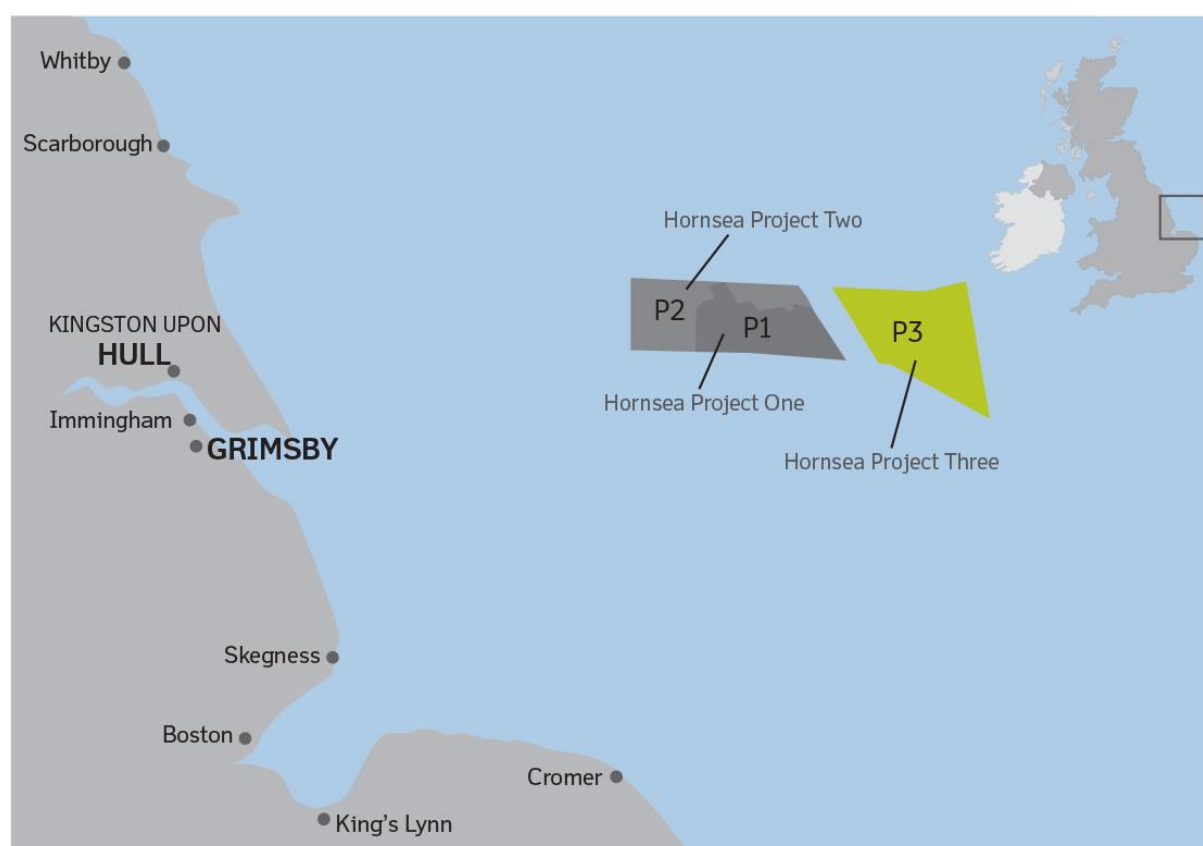 Whitby
Scarborough
Hornsea Project Two
KINGSTON UPON
HULL
P2
P1
P3
Hornsea Project One
Immingham
GRIMSBY
Hornsea Project Three
Skegness
Boston
Cromer
King's Lynn